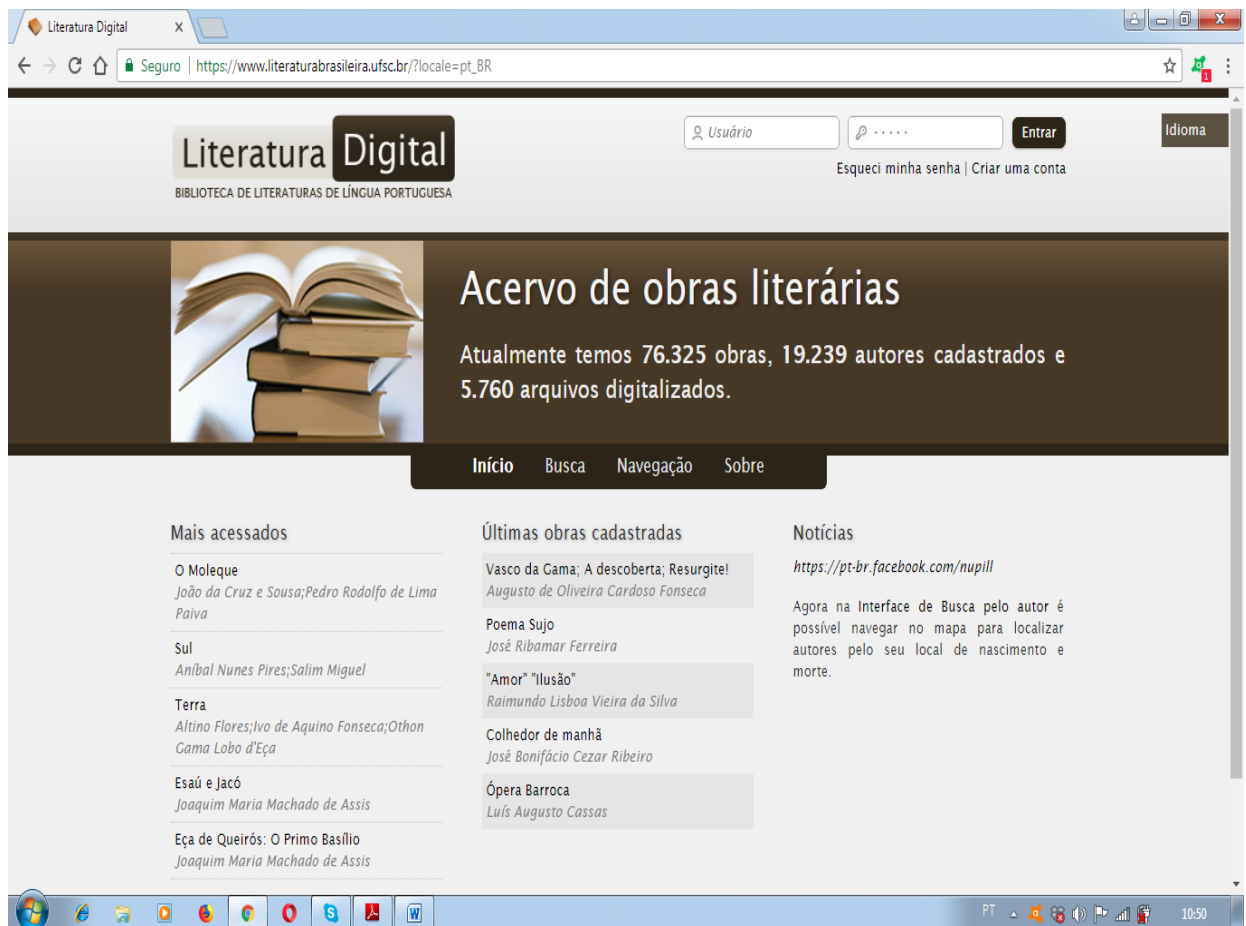 Literatura Digital
Seguro | https://www.literaturabrasileira.ufsc.br/?locale=pt_BR
1
Literatura Digital
BIBLIOTECA DE LITERATURAS DE LÍNGUA PORTUGUESA
Usuário
Entrar
Idioma
Esqueci minha senha | Criar uma conta
Acervo de obras literárias
Atualmente temos 76.325 obras, 19.239 autores cadastrados e
5.760 arquivos digitalizados.
Início Busca Navegação Sobre
Mais acessados
O Moleque
João da Cruz e Sousa;Pedro Rodolfo de Lima
Paiva
Sul
Aníbal Nunes Pires;Salim Miguel
Terra
Altino Flores;Ivo de Aquino Fonseca;Othon
Gama Lobo d'Eça
Esaú e Jacó
Joaquim Maria Machado de Assis
Eça de Queirós: O Primo Basílio
Joaquim Maria Machado de Assis
Últimas obras cadastradas
Vasco da Gama; A descoberta; Resurgite!
Augusto de Oliveira Cardoso Fonseca
Poema Sujo
José Ribamar Ferreira
"Amor" "Ilusão"
Raimundo Lisboa Vieira da Silva
Colhedor de manhã
José Bonifácio Cezar Ribeiro
Ópera Barroca
Luís Augusto Cassas
Notícias
https://pt-br.facebook.com/nupill
Agora na Interface de Busca pelo autor é
possível navegar no mapa para localizar
autores pelo seu local de nascimento e
morte.
PT
10:50